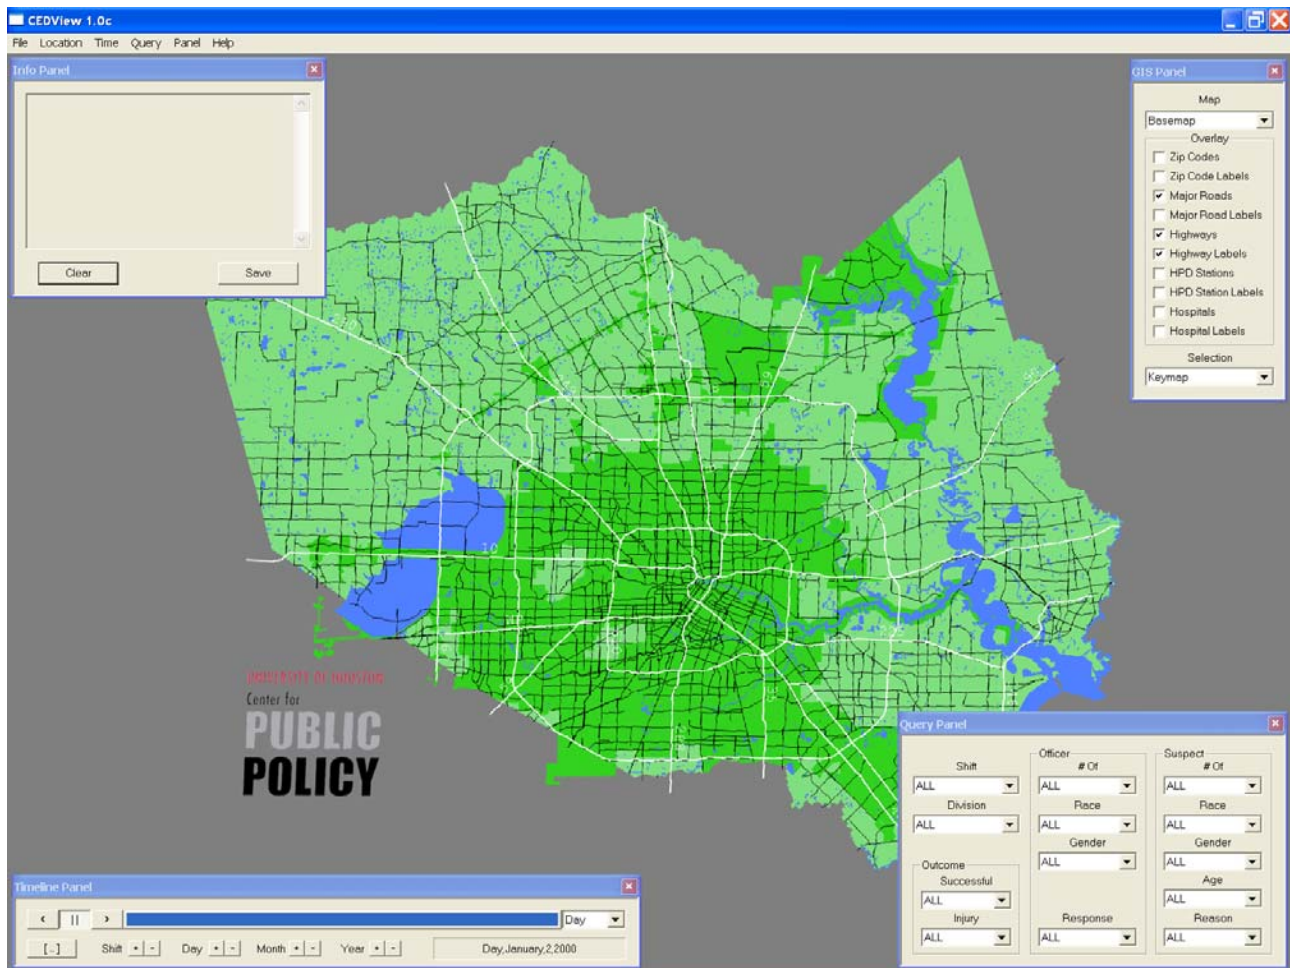 CEDView 1.0c
File Location Time Query Panel Help
Info Panel
Clear Save
GIS Panel
Map
Basemap
Overlay
Zip Codes
Zip Code Labels
Major Roads
Major Road Labels
Highways
Highway Labels
HPD Stations
HPD Station Labels
Hospitals
Hospital Labels
Selection
Keymap
10
UNIVERSITY OF HOUSTON
Center for
PUBLIC
POLICY
Query Panel
Shift
ALL
Division
ALL
Outcome
Successful
ALL
Injury
ALL
Officer
# Of
ALL
Race
ALL
Gender
ALL
Response
ALL
Suspect
# Of
ALL
Race
ALL
Gender
ALL
Age
ALL
Reason
ALL
Timeline Panel
< || > Day
[..] Shift + - Day + - Month + - Year + - Day,January,2,2000